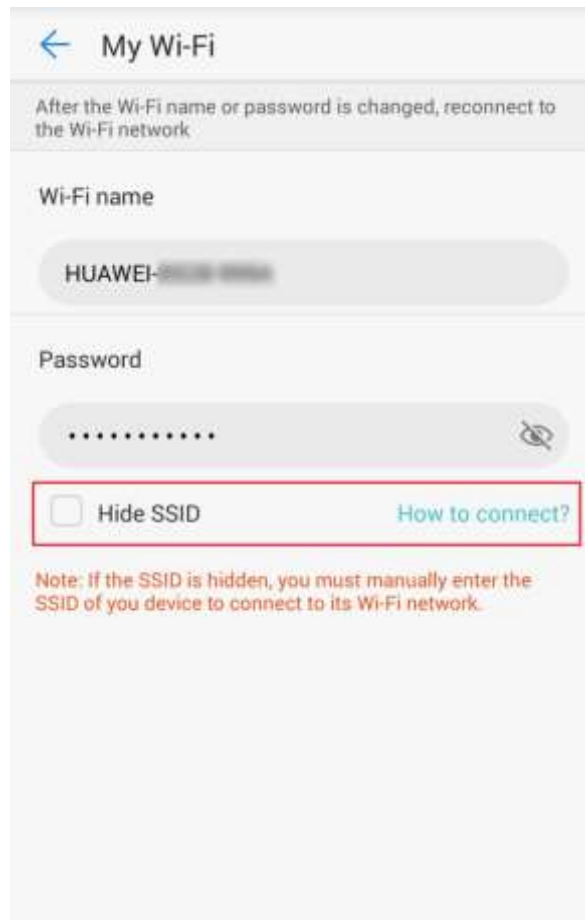 My Wi-Fi
After the Wi-Fi name or password is changed, reconnect to
the Wi-Fi network
Wi-Fi name
HUAWEI-
Password
Hide SSID
How to connect?
Note: If the SSID is hidden, you must manually enter the
SSID of you device to connect to its Wi-Fi network.